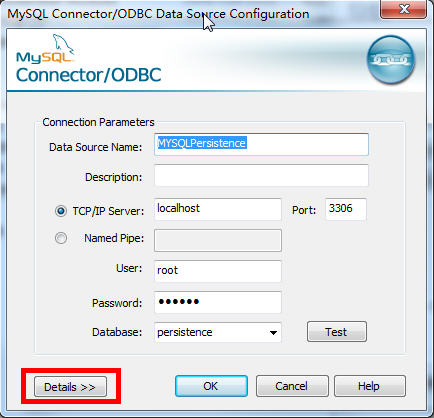 MySQL Connector/ODBC Data Source Configuration
MySQL
Connector/ODBC
Connection Parameters
Data Source Name: MYSQLPersistence
Description:
TCP/IP Server: localhost Port: 3306
Named Pipe:
User: root
Password: ••••••
Database: persistence Test
Details >> OK Cancel Help